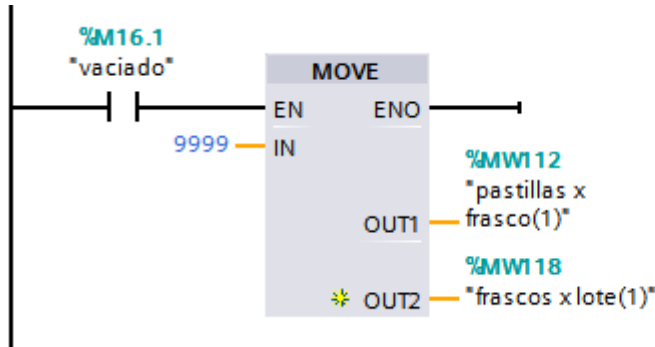 %M16.1
"vaciado"
MOVE
EN ENO
9999 IN
%MW112
"pastillas x
OUT1 frasco(1)"
%MW118
OUT2 "frascos x lote(1)"